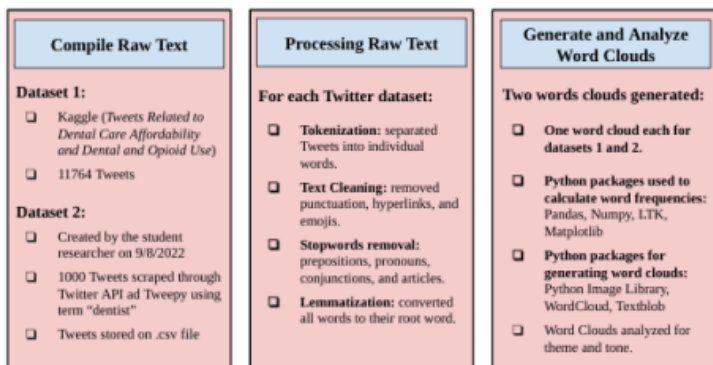 Compile Raw Text
Dataset 1:
Kaggle (Tweets Related to
Dental Care Affordability
and Dental and Opioid Use)
11764 Tweets
Dataset 2:
Created by the student
researcher on 9/8/2022
1000 Tweets scraped through
Twitter API ad Tweepy using
term "dentist"
Tweets stored on .csv file
Processing Raw Text
For each Twitter dataset:
Tokenization: separated
Tweets into individual
words.
Text Cleaning: removed
punctuation, hyperlinks, and
emojis.
Stopwords removal:
prepositions, pronouns,
conjunctions, and articles.
Lemmatization: converted
all words to their root word.
Generate and Analyze
Word Clouds
Two words clouds generated:
One word cloud each for
datasets 1 and 2.
Python packages used to
calculate word frequencies:
Pandas, Numpy, LTK,
Matplotlib
Python packages for
generating word clouds:
Python Image Library,
WordCloud, Textblob
Word Clouds analyzed for
theme and tone.